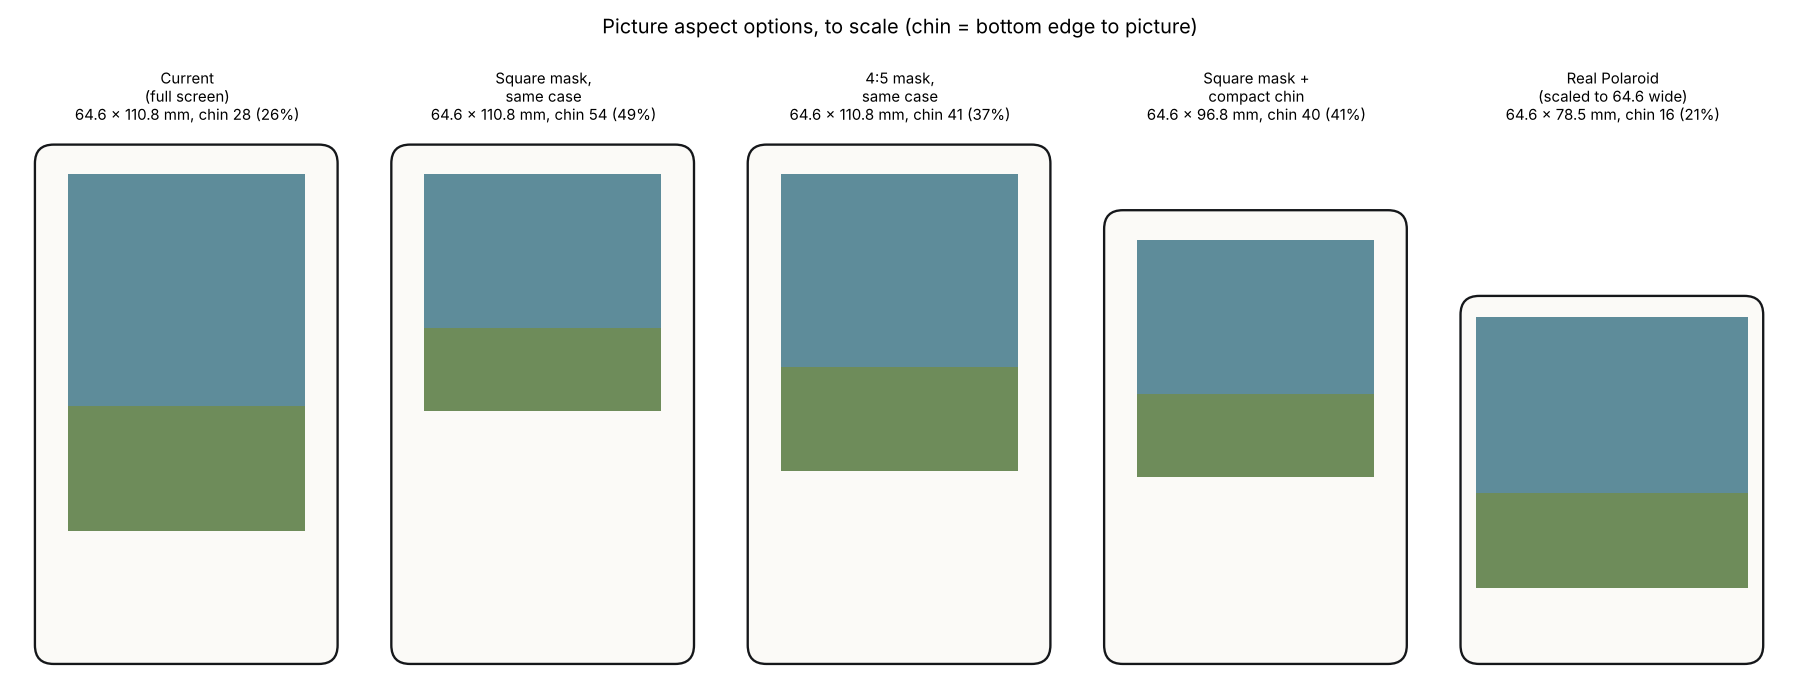 Picture aspect options, to scale (chin = bottom edge to picture)
Current
(full screen)
64.6 × 110.8 mm, chin 28 (26%)
Square mask,
same case
64.6 × 110.8 mm, chin 54 (49%)
4:5 mask,
same case
64.6 × 110.8 mm, chin 41 (37%)
Square mask +
compact chin
64.6 × 96.8 mm, chin 40 (41%)
Real Polaroid
(scaled to 64.6 wide)
64.6 × 78.5 mm, chin 16 (21%)